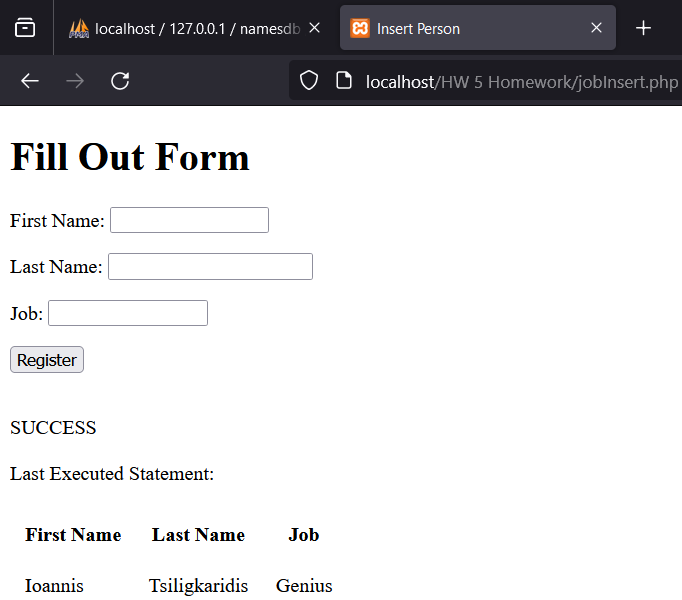 PMA localhost / 127.0.0.1 / namesdb
Insert Person
localhost/HW 5 Homework/jobInsert.php
Fill Out Form
First Name:
Last Name:
Job:
Register
SUCCESS
Last Executed Statement:
First Name Last Name Job
Ioannis Tsiligkaridis Genius